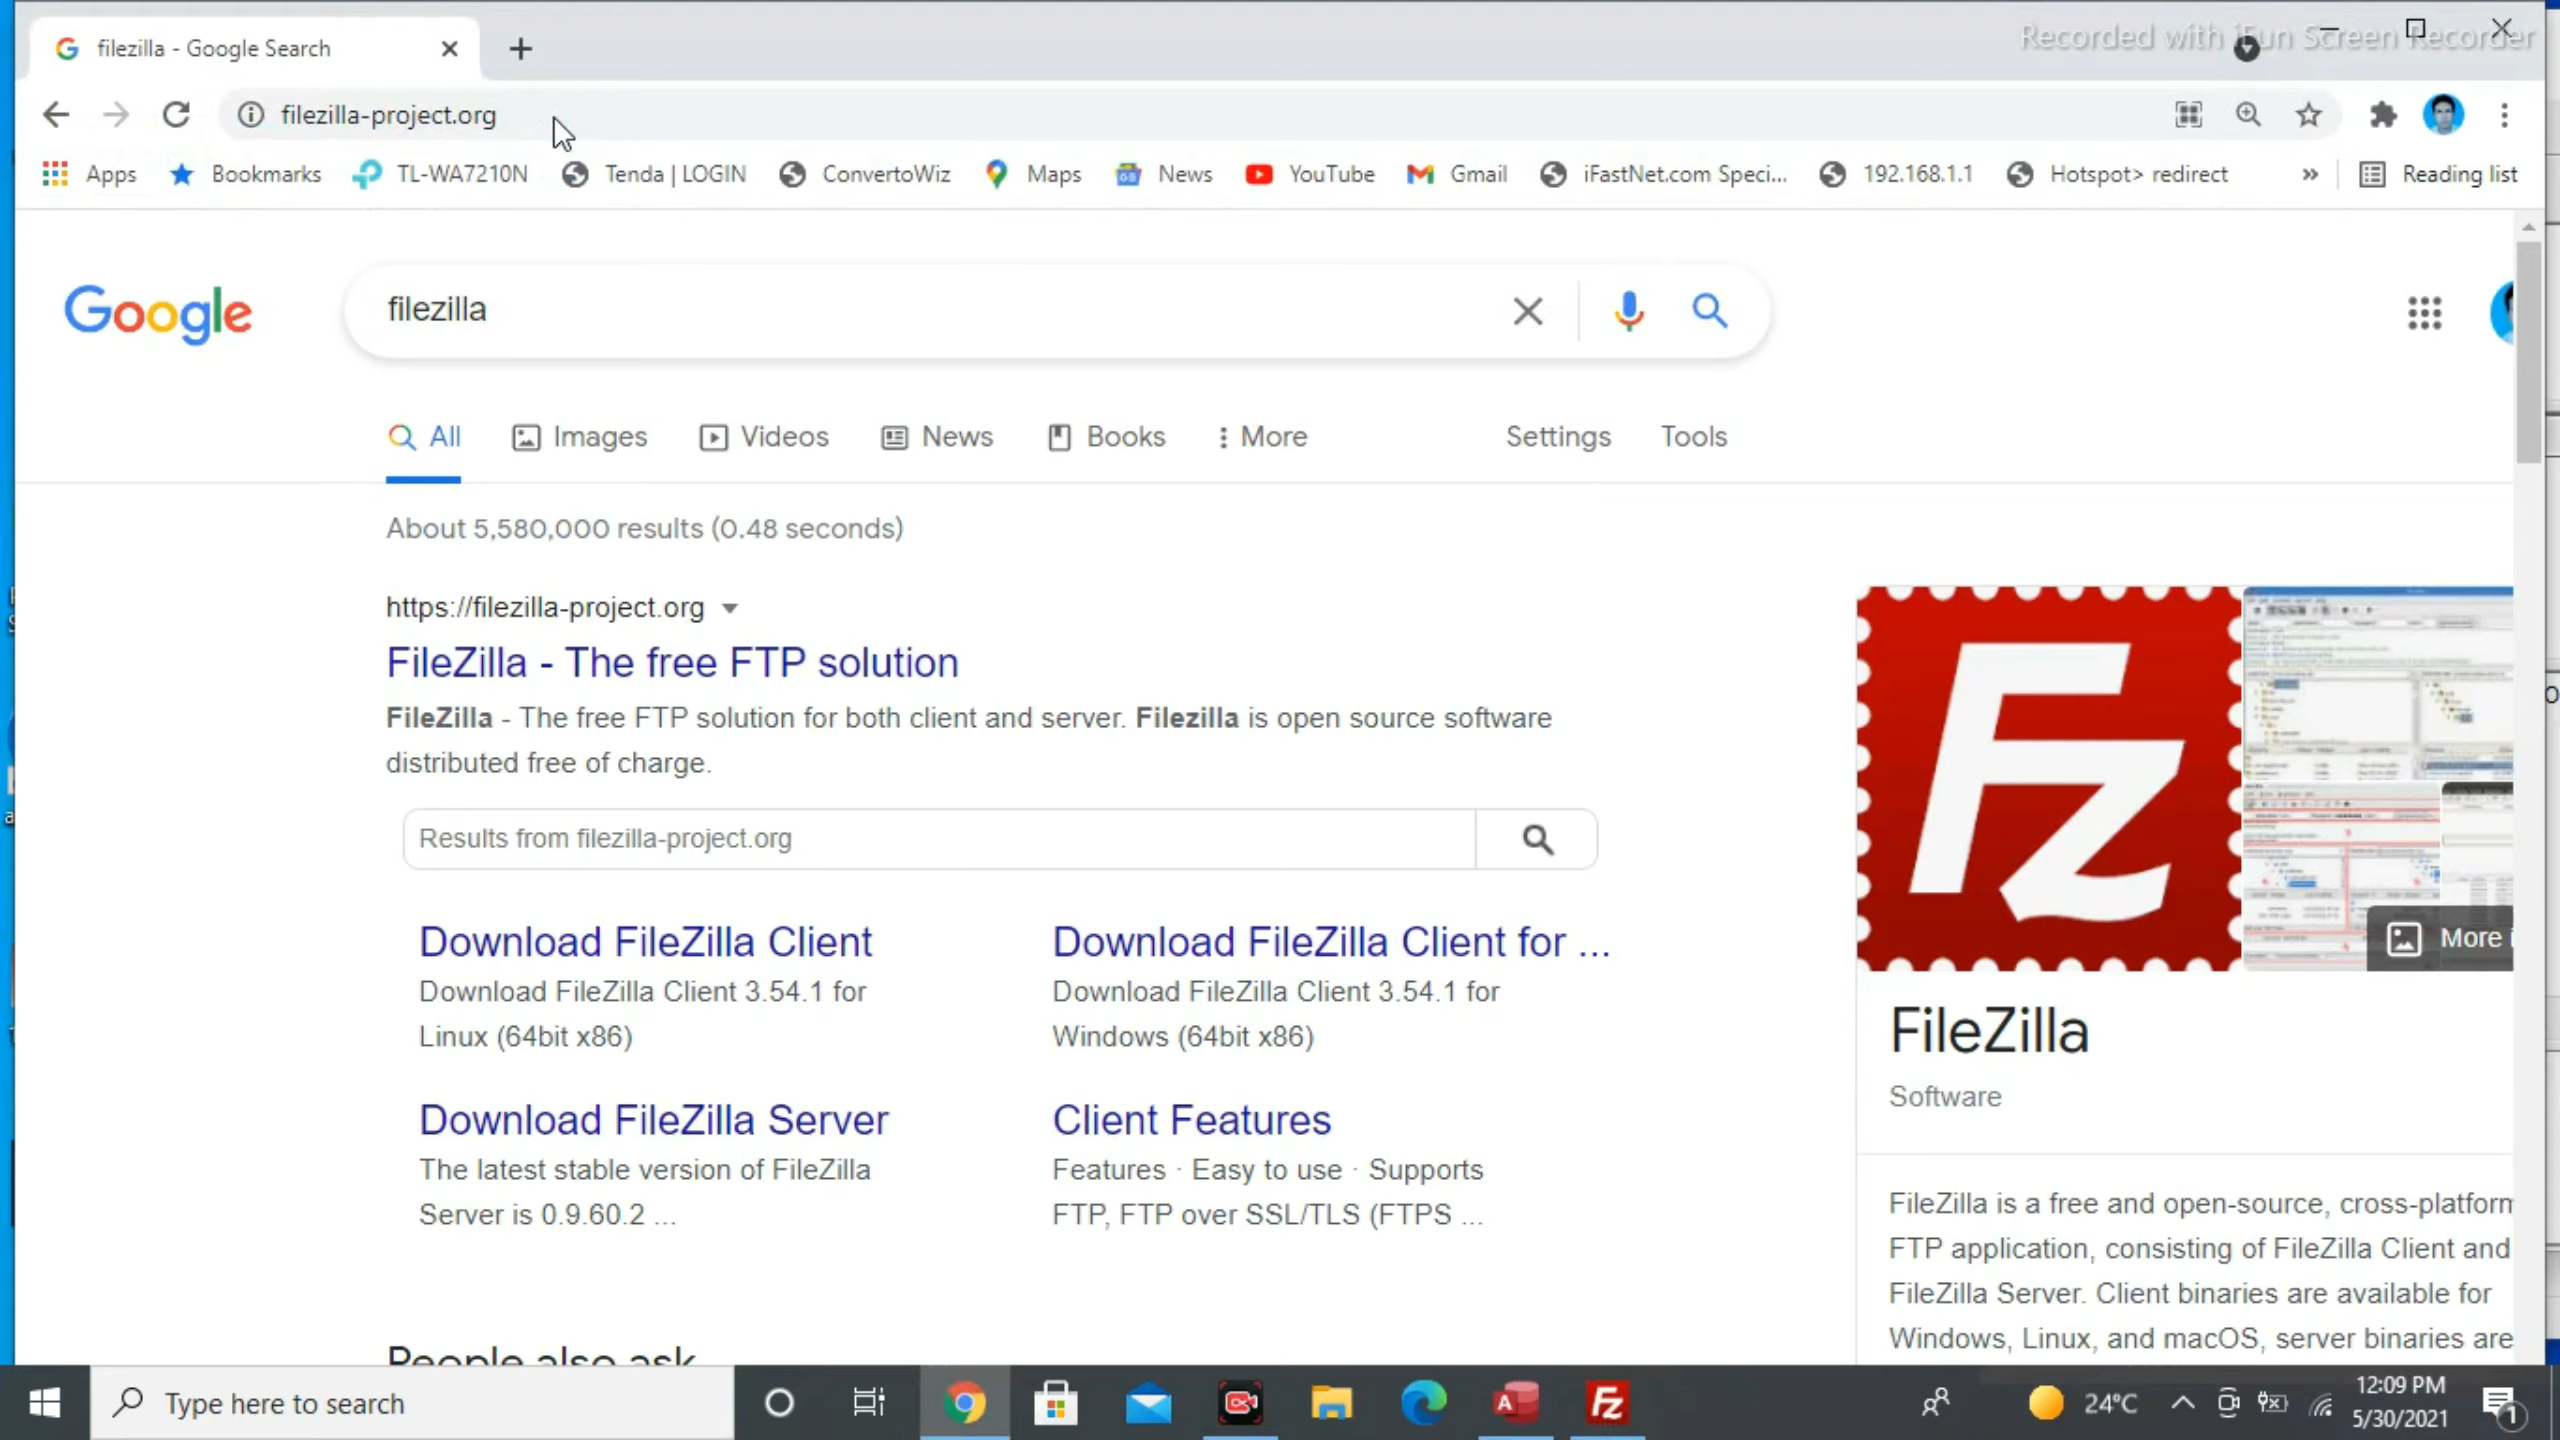 filezilla - Google Search
Recorded with iFun Screen Recorder
filezilla-project.org
Apps
Bookmarks
TL-WA7210N
Tenda | LOGIN
ConvertoWiz
Maps
News
YouTube
Gmail
iFastNet.com Speci...
192.168.1.1
Hotspot> redirect
»
Reading list
Google
filezilla
All
Images
Videos
News
Books
More
Settings
Tools
About 5,580,000 results (0.48 seconds)
https://filezilla-project.org
FileZilla - The free FTP solution
FileZilla - The free FTP solution for both client and server. Filezilla is open source software
distributed free of charge.
Results from filezilla-project.org
Download FileZilla Client
Download FileZilla Client 3.54.1 for
Linux (64bit x86)
Download FileZilla Client for ...
Download FileZilla Client 3.54.1 for
Windows (64bit x86)
Download FileZilla Server
The latest stable version of FileZilla
Server is 0.9.60.2 ...
Client Features
Features · Easy to use · Supports
FTP, FTP over SSL/TLS (FTPS ...
People also ask
Fz
More i
FileZilla
Software
FileZilla is a free and open-source, cross-platform
FTP application, consisting of FileZilla Client and
FileZilla Server. Client binaries are available for
Windows, Linux, and macOS, server binaries are
Type here to search
A
Fz
24°C
12:09 PM
5/30/2021
1